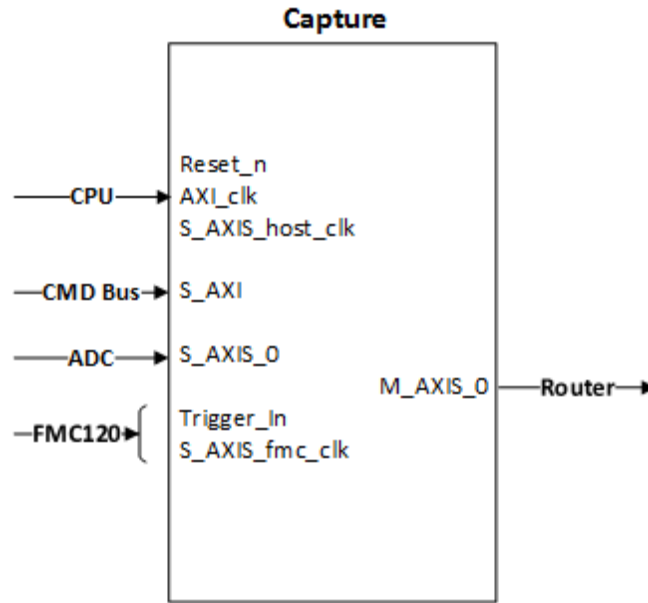 Capture
Reset_n
CPU AXI_clk
S_AXIS_host_clk
CMD Bus S_AXI
ADC S_AXIS_0
M_AXIS_0 Router
Trigger_In
FMC120
S_AXIS_fmc_clk